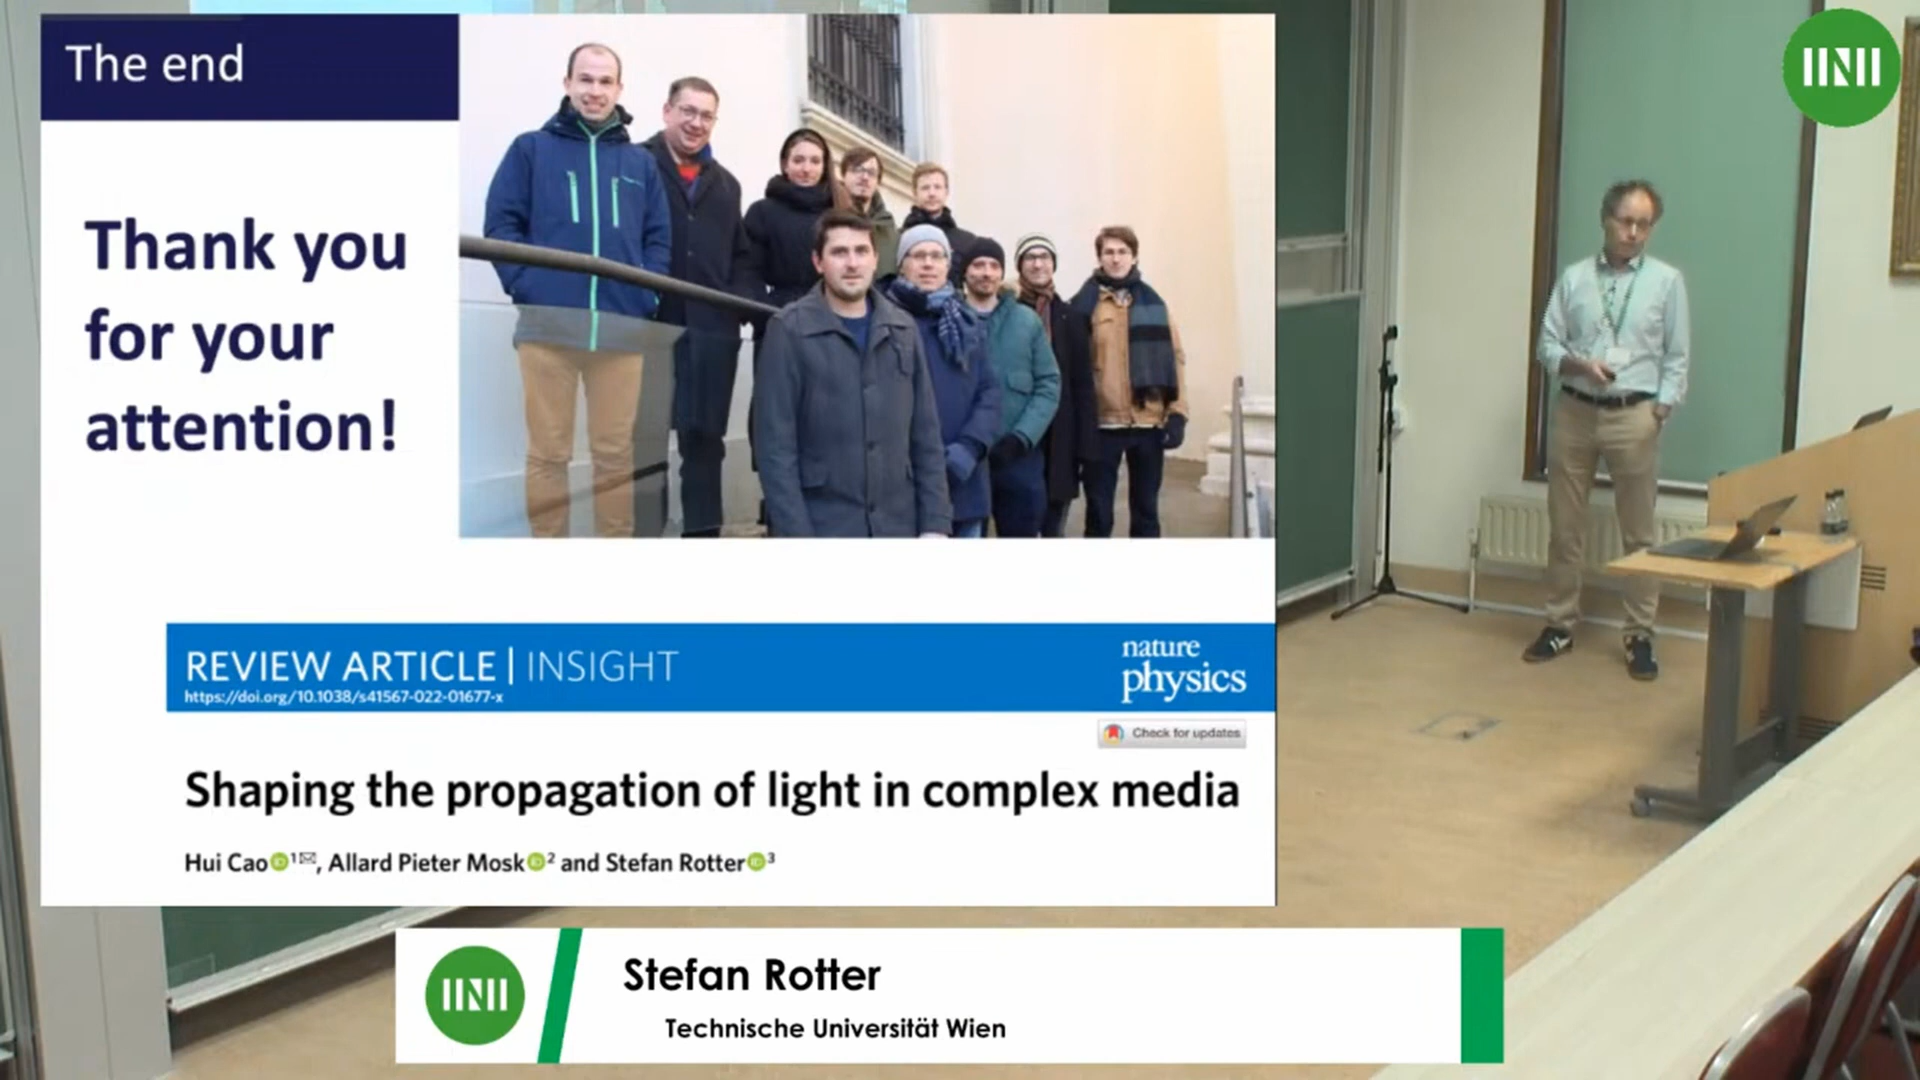 The end
Thank you
for your
attention!
REVIEW ARTICLE | INSIGHT
https://doi.org/10.1038/s41567-022-01677-x
nature
physics
Check for updates
Shaping the propagation of light in complex media
Hui Cao 1✉, Allard Pieter Mosk 2 and Stefan Rotter 3
Stefan Rotter
Technische Universität Wien